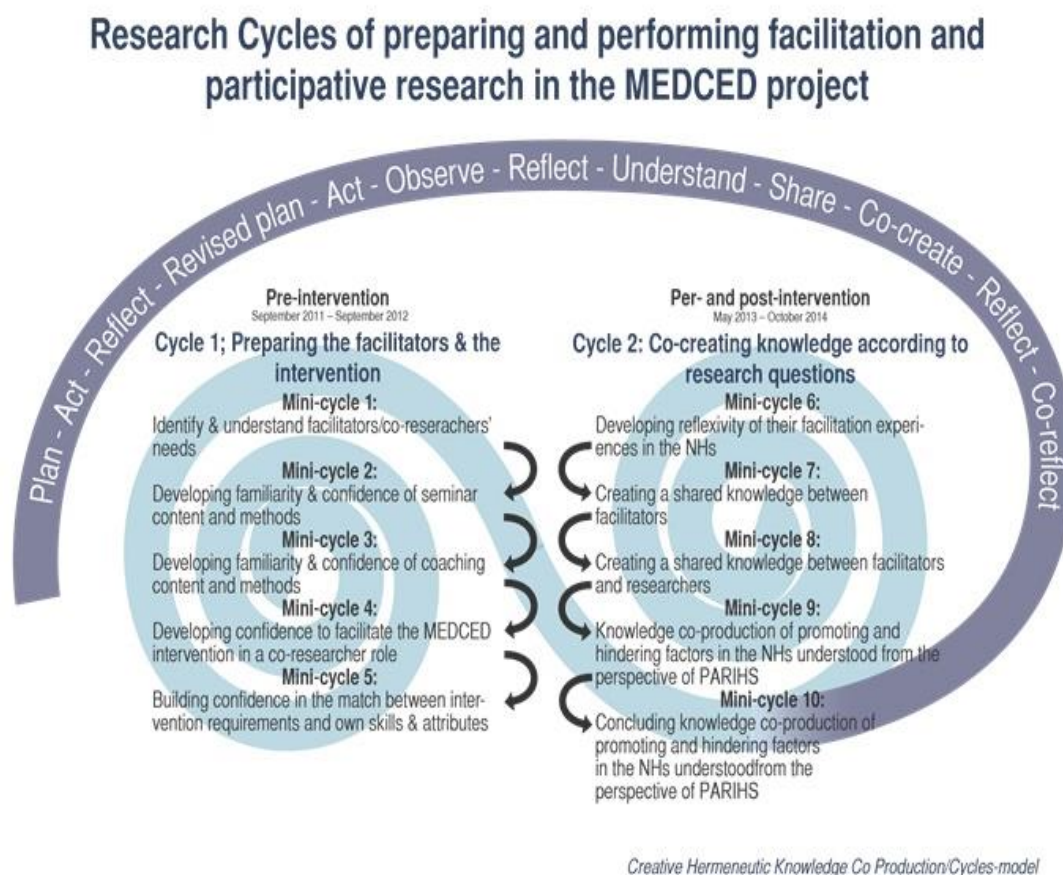 Research Cycles of preparing and performing facilitation and
participative research in the MEDCED project
Plan - Act - Reflect - Revised plan - Act - Observe - Reflect - Understand - Share - Co-create - Reflect - Co-reflect
Pre-intervention
September 2011 – September 2012
Cycle 1; Preparing the facilitators & the
intervention
Mini-cycle 1:
Identify & understand facilitators/co-reserachers'
needs
Mini-cycle 2:
Developing familiarity & confidence of seminar
content and methods
Mini-cycle 3:
Developing familiarity & confidence of coaching
content and methods
Mini-cycle 4:
Developing confidence to facilitate the MEDCED
intervention in a co-researcher role
Mini-cycle 5:
Building confidence in the match between inter-
vention requirements and own skills & attributes
Per- and post-intervention
May 2013 – October 2014
Cycle 2: Co-creating knowledge according to
research questions
Mini-cycle 6:
Developing reflexivity of their facilitation experi-
ences in the NHs
Mini-cycle 7:
Creating a shared knowledge between
facilitators
Mini-cycle 8:
Creating a shared knowledge between facilitators
and researchers
Mini-cycle 9:
Knowledge co-production of promoting and
hindering factors in the NHs understood from the
perspective of PARIHS
Mini-cycle 10:
Concluding knowledge co-production of
promoting and hindering factors
in the NHs understoodfrom the
perspective of PARIHS
Creative Hermeneutic Knowledge Co Production/Cycles-model